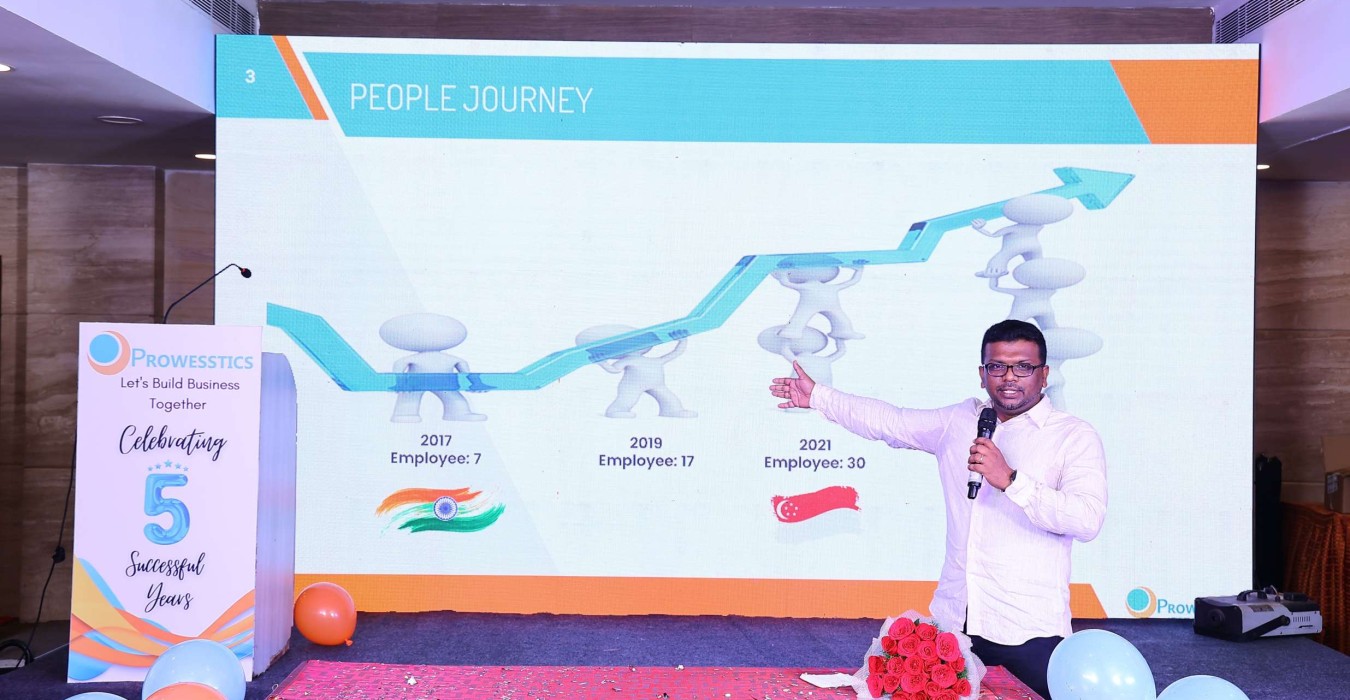 3
PEOPLE JOURNEY
2017
Employee: 7
2019
Employee: 17
2021
Employee: 30
PROWESSTICS
Let's Build Business
Together
Celebrating
5
Successful
Years